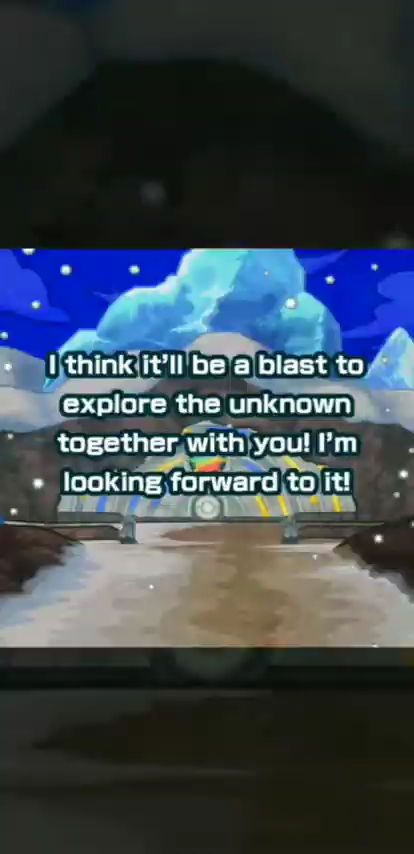 I think it'll be a blast to
explore the unknown
together with you! I'm
looking forward to it!